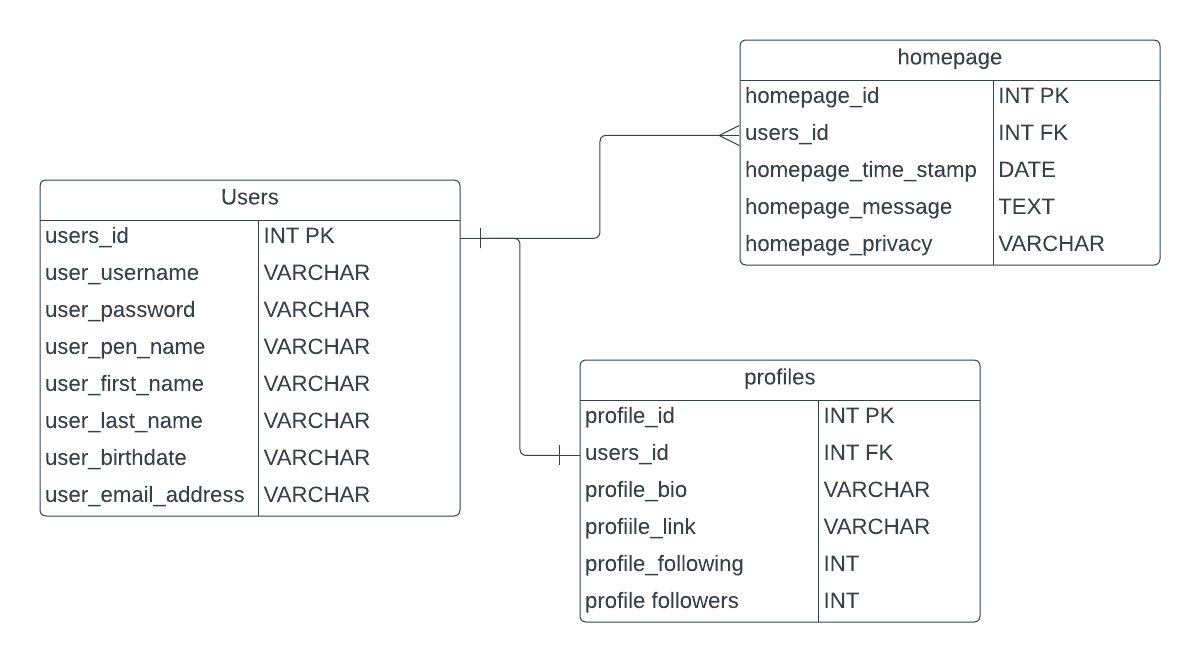 homepage
homepage_id INT PK
users_id INT FK
homepage_time_stamp DATE
homepage_message TEXT
homepage_privacy VARCHAR
Users
users_id INT PK
user_username VARCHAR
user_password VARCHAR
user_pen_name VARCHAR
user_first_name VARCHAR
user_last_name VARCHAR
user_birthdate VARCHAR
user_email_address VARCHAR
profiles
profile_id INT PK
users_id INT FK
profile_bio VARCHAR
profiile_link VARCHAR
profile_following INT
profile followers INT